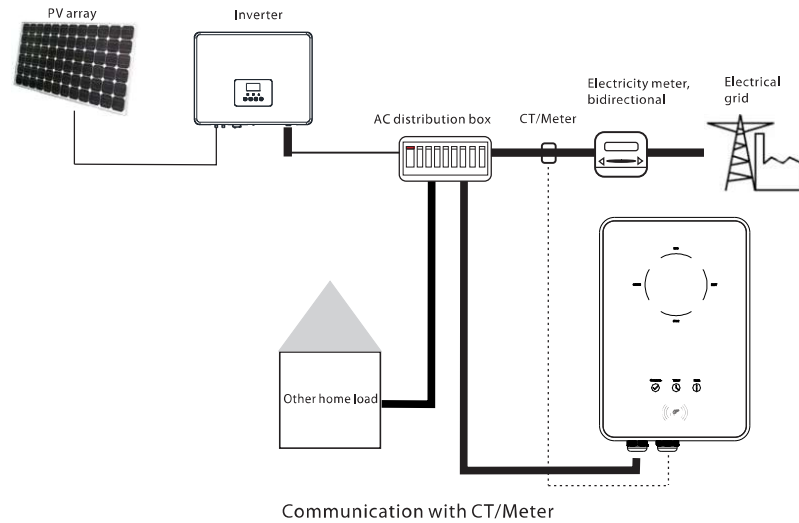 PV array
Inverter
Electricity meter,
bidirectional
Electrical
grid
AC distribution box
CT/Meter
Other home load
Communication with CT/Meter